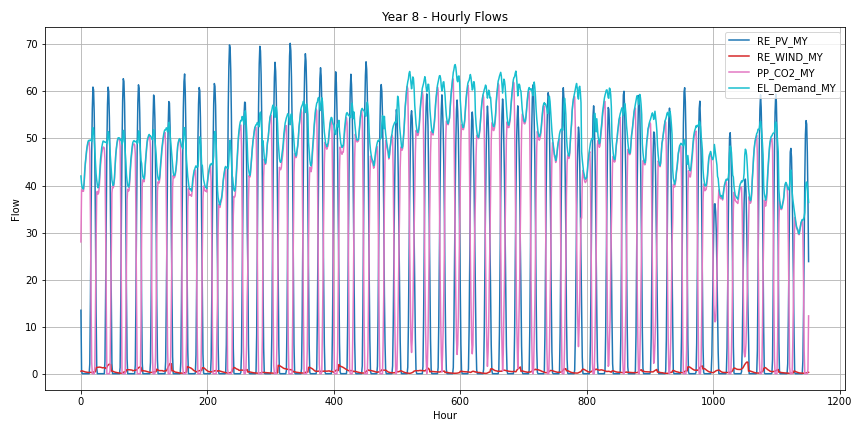 Year 8 - Hourly Flows
RE_PV_MY
RE_WIND_MY
PP_CO2_MY
EL_Demand_MY
Flow
70
60
50
40
30
20
10
0
0 200 400 600 800 1000 1200
Hour